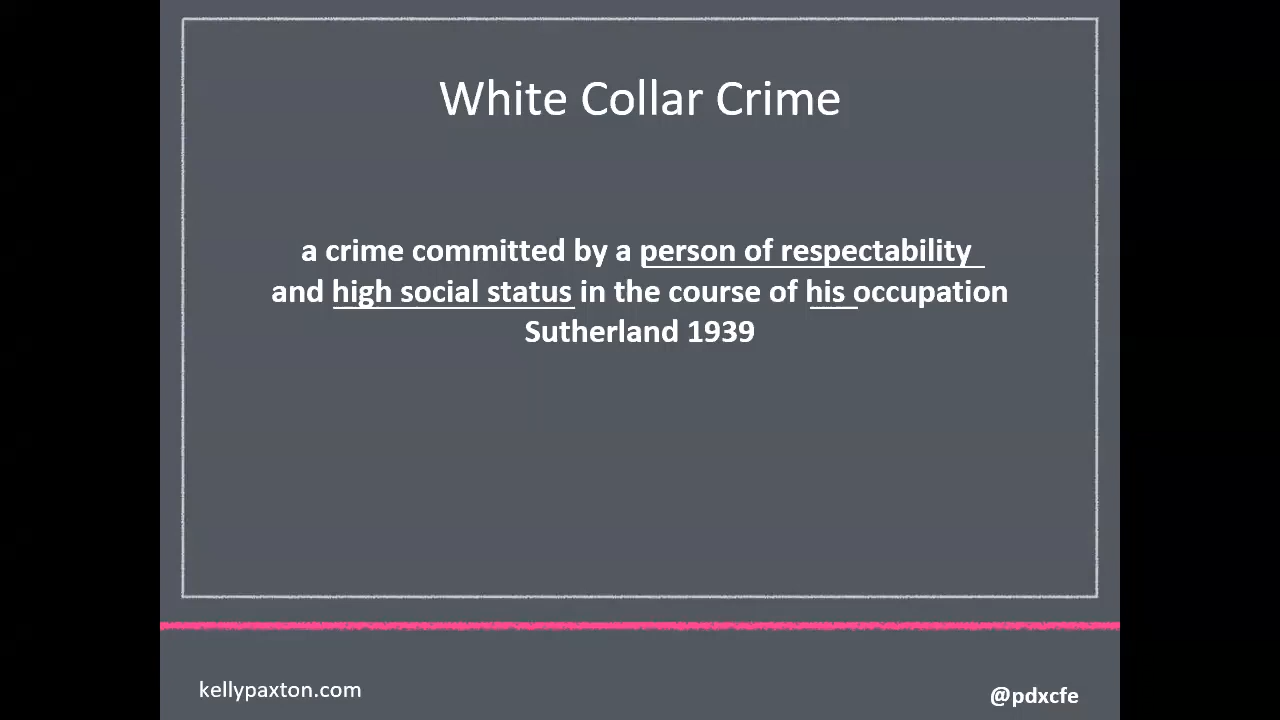 White Collar Crime
a crime committed by a person of respectability
and high social status in the course of his occupation
Sutherland 1939
kellypaxton.com
@pdxcfe